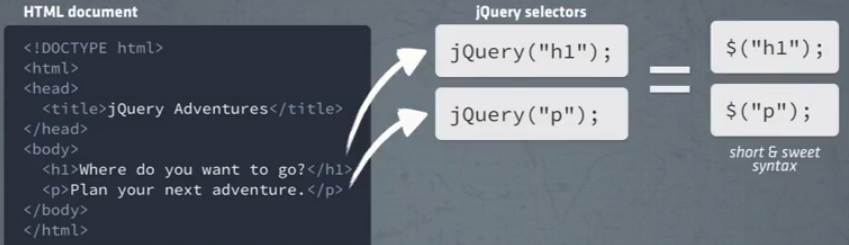 HTML document
<!DOCTYPE html>
<html>
<head>
<title>jQuery Adventures</title>
</head>
<body>
<h1>Where do you want to go?</h1>
<p>Plan your next adventure.</p>
</body>
</html>
jQuery selectors
jQuery("h1");
jQuery("p");
=
$("h1");
$("p");
short & sweet
syntax